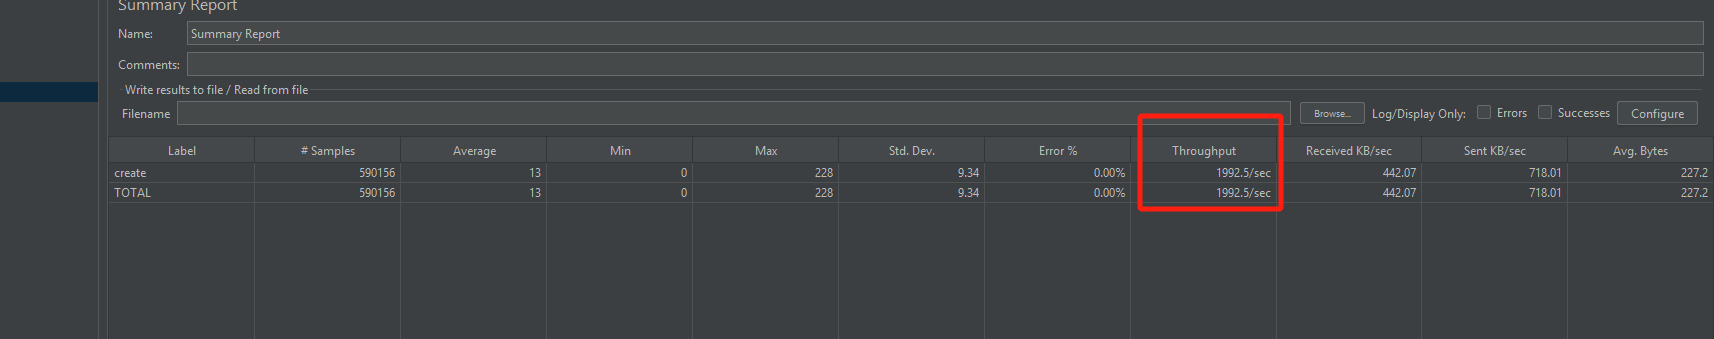 Summary Report
Name: Summary Report
Comments:
Write results to file / Read from file
Filename Browse... Log/Display Only: Errors Successes Configure
Label # Samples Average Min Max Std. Dev. Error % Throughput Received KB/sec Sent KB/sec Avg. Bytes
create 590156 13 0 228 9.34 0.00% 1992.5/sec 442.07 718.01 227.2
TOTAL 590156 13 0 228 9.34 0.00% 1992.5/sec 442.07 718.01 227.2